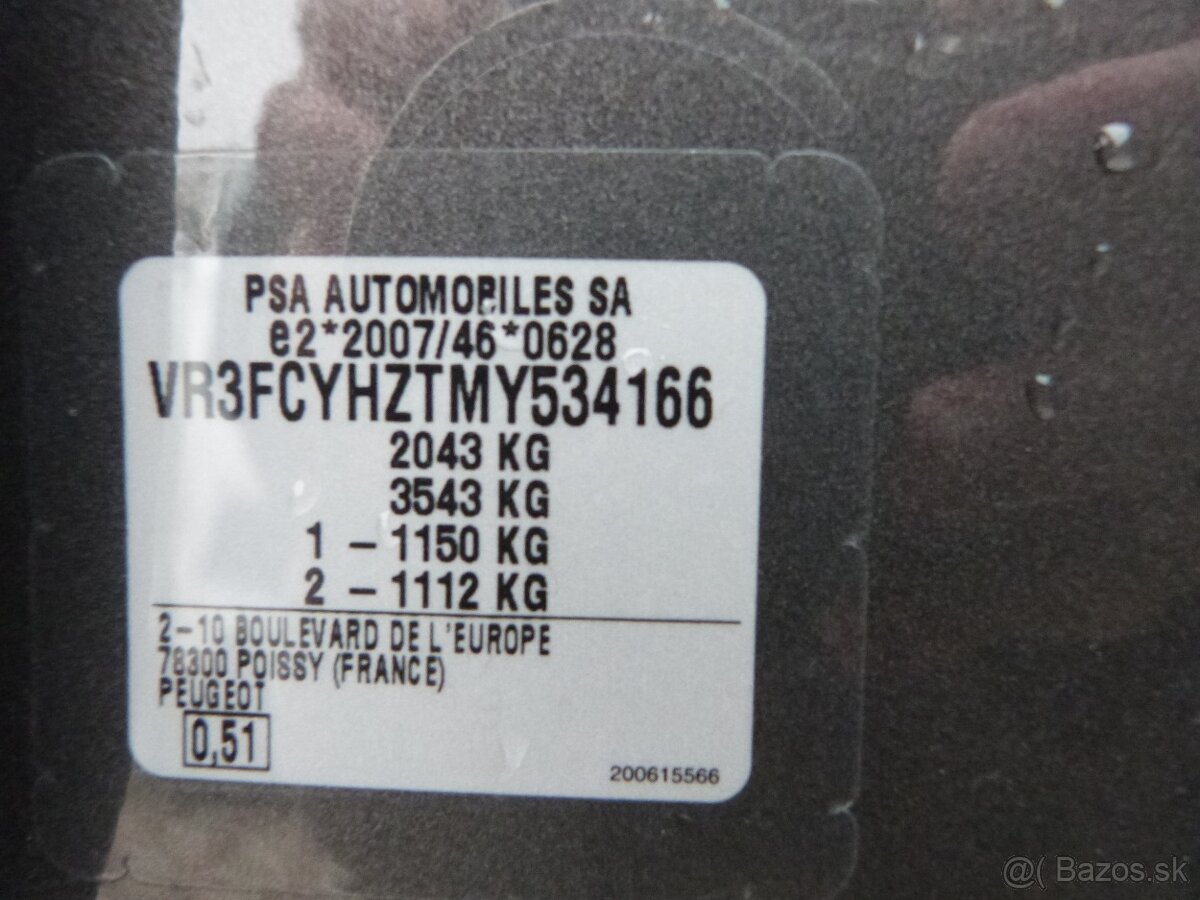 PSA AUTOMOBILES SA
e2*2007/46*0628
VR3FCYHZTMY534166
2043 KG
3543 KG
1 - 1150 KG
2 - 1112 KG
2-10 BOULEVARD DE L'EUROPE
78300 POISSY (FRANCE)
PEUGEOT
0,51
200615566
@( Bazos.sk